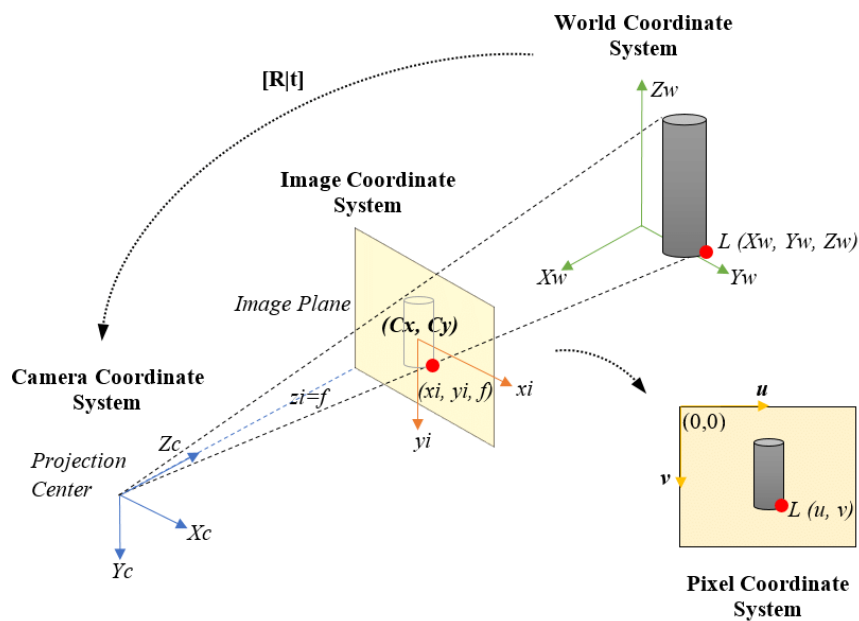 World Coordinate
System
[R|t]
Zw
Image Coordinate
System
L (Xw, Yw, Zw)
Xw
Yw
Image Plane
(Cx, Cy)
Camera Coordinate
System
zi=f
(xi, yi, f)
xi
yi
u
(0,0)
Zc
Projection
Center
v
L (u, v)
Xc
Yc
Pixel Coordinate
System